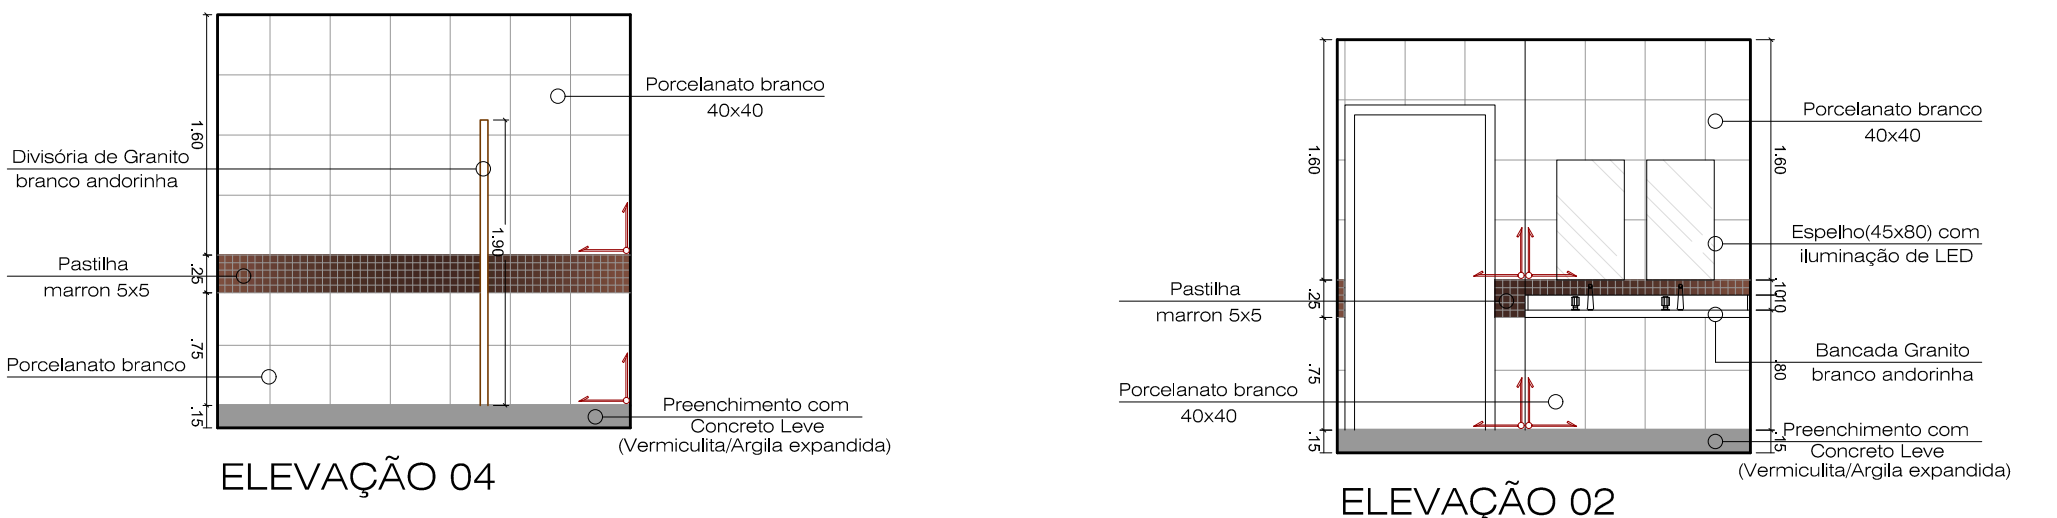 Porcelanato branco
40x40
1.60
Divisória de Granito
branco andorinha
1.90
Pastilha
marron 5x5
.25
.75
Porcelanato branco
.15
Preenchimento com
Concreto Leve
(Vermiculita/Argila expandida)
ELEVAÇÃO 04
Porcelanato branco
40x40
1.60
1.60
Espelho(45x80) com
iluminação de LED
Pastilha
marron 5x5
.25
.10
.10
Bancada Granito
branco andorinha
.75
.80
Porcelanato branco
40x40
.15
.15
Preenchimento com
Concreto Leve
(Vermiculita/Argila expandida)
ELEVAÇÃO 02